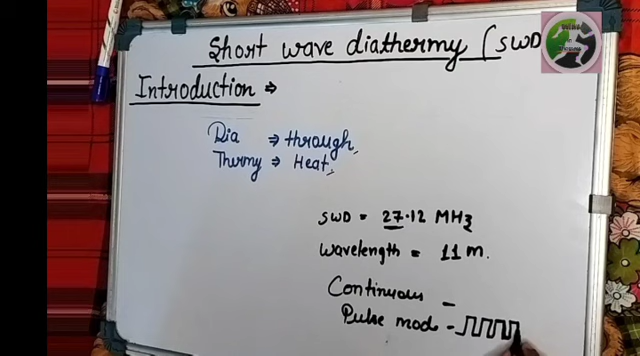 Short wave diathermy (SWD
Introduction ⇒
Dia ⇒ through,
Thermy ⇒ Heat,
SWD = 27.12 MHz
Wavelength = 11 m.
Continuous –
Pulse mode –